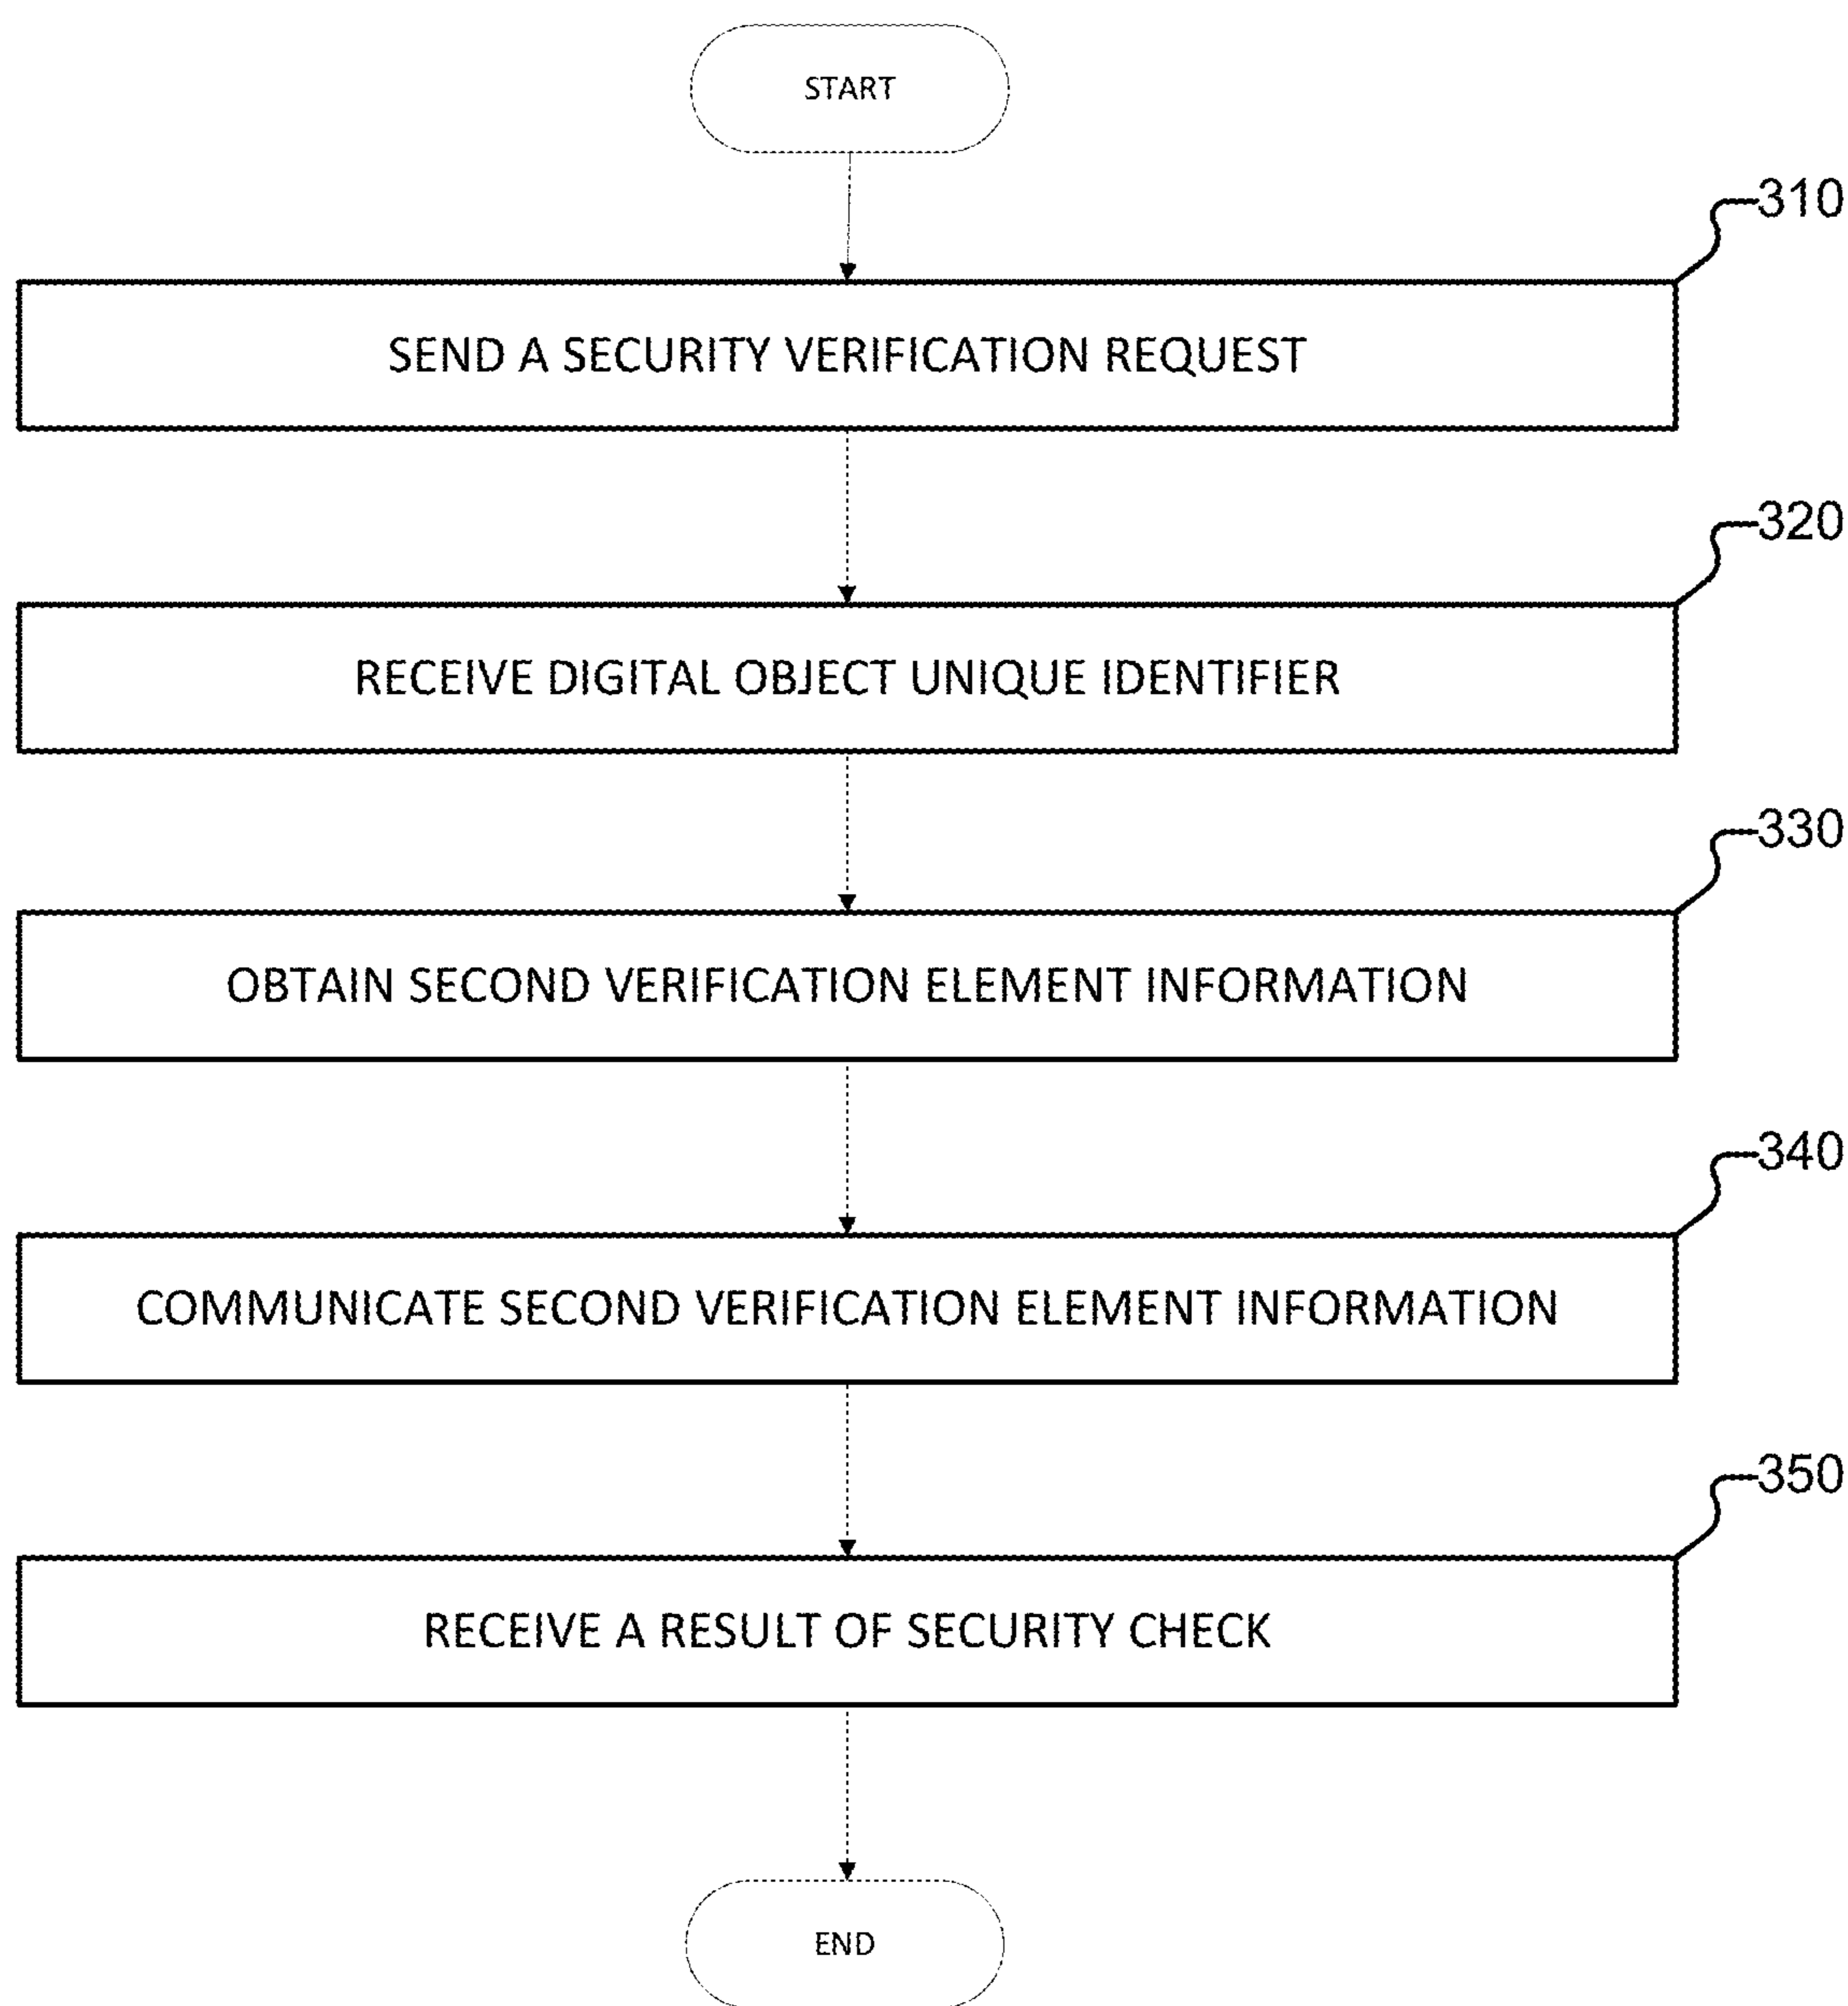 START
310
SEND A SECURITY VERIFICATION REQUEST
320
RECEIVE DIGITAL OBJECT UNIQUE IDENTIFIER
330
OBTAIN SECOND VERIFICATION ELEMENT INFORMATION
340
COMMUNICATE SECOND VERIFICATION ELEMENT INFORMATION
350
RECEIVE A RESULT OF SECURITY CHECK
END